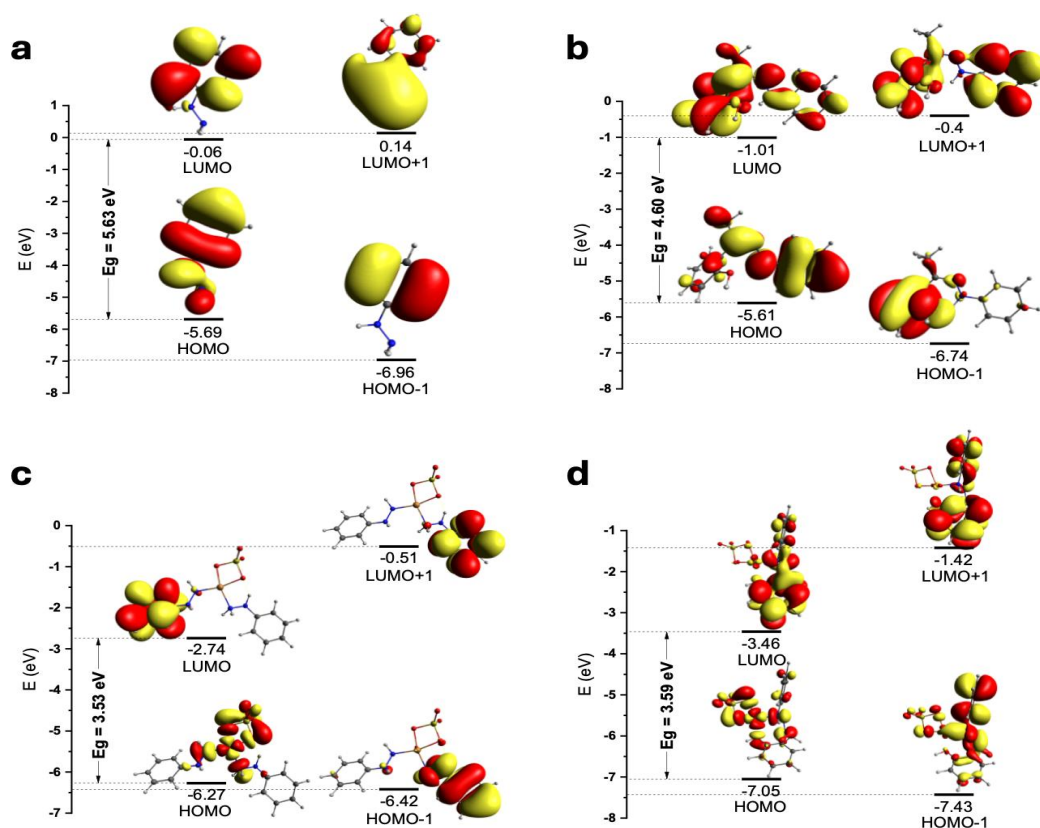 a
1
0
-1
-2
-3
-4
-5
-6
-7
-8
E (eV)
Eg = 5.63 eV
-0.06
LUMO
0.14
LUMO+1
-5.69
HOMO
-6.96
HOMO-1
b
0
-1
-2
-3
-4
-5
-6
-7
-8
E (eV)
Eg = 4.60 eV
-1.01
LUMO
-0.4
LUMO+1
-5.61
HOMO
-6.74
HOMO-1
c
0
-1
-2
-3
-4
-5
-6
-7
E (eV)
Eg = 3.53 eV
-0.51
LUMO+1
-2.74
LUMO
-6.27
HOMO
-6.42
HOMO-1
d
-1
-2
-3
-4
-5
-6
-7
-8
E (eV)
Eg = 3.59 eV
-1.42
LUMO+1
-3.46
LUMO
-7.05
HOMO
-7.43
HOMO-1